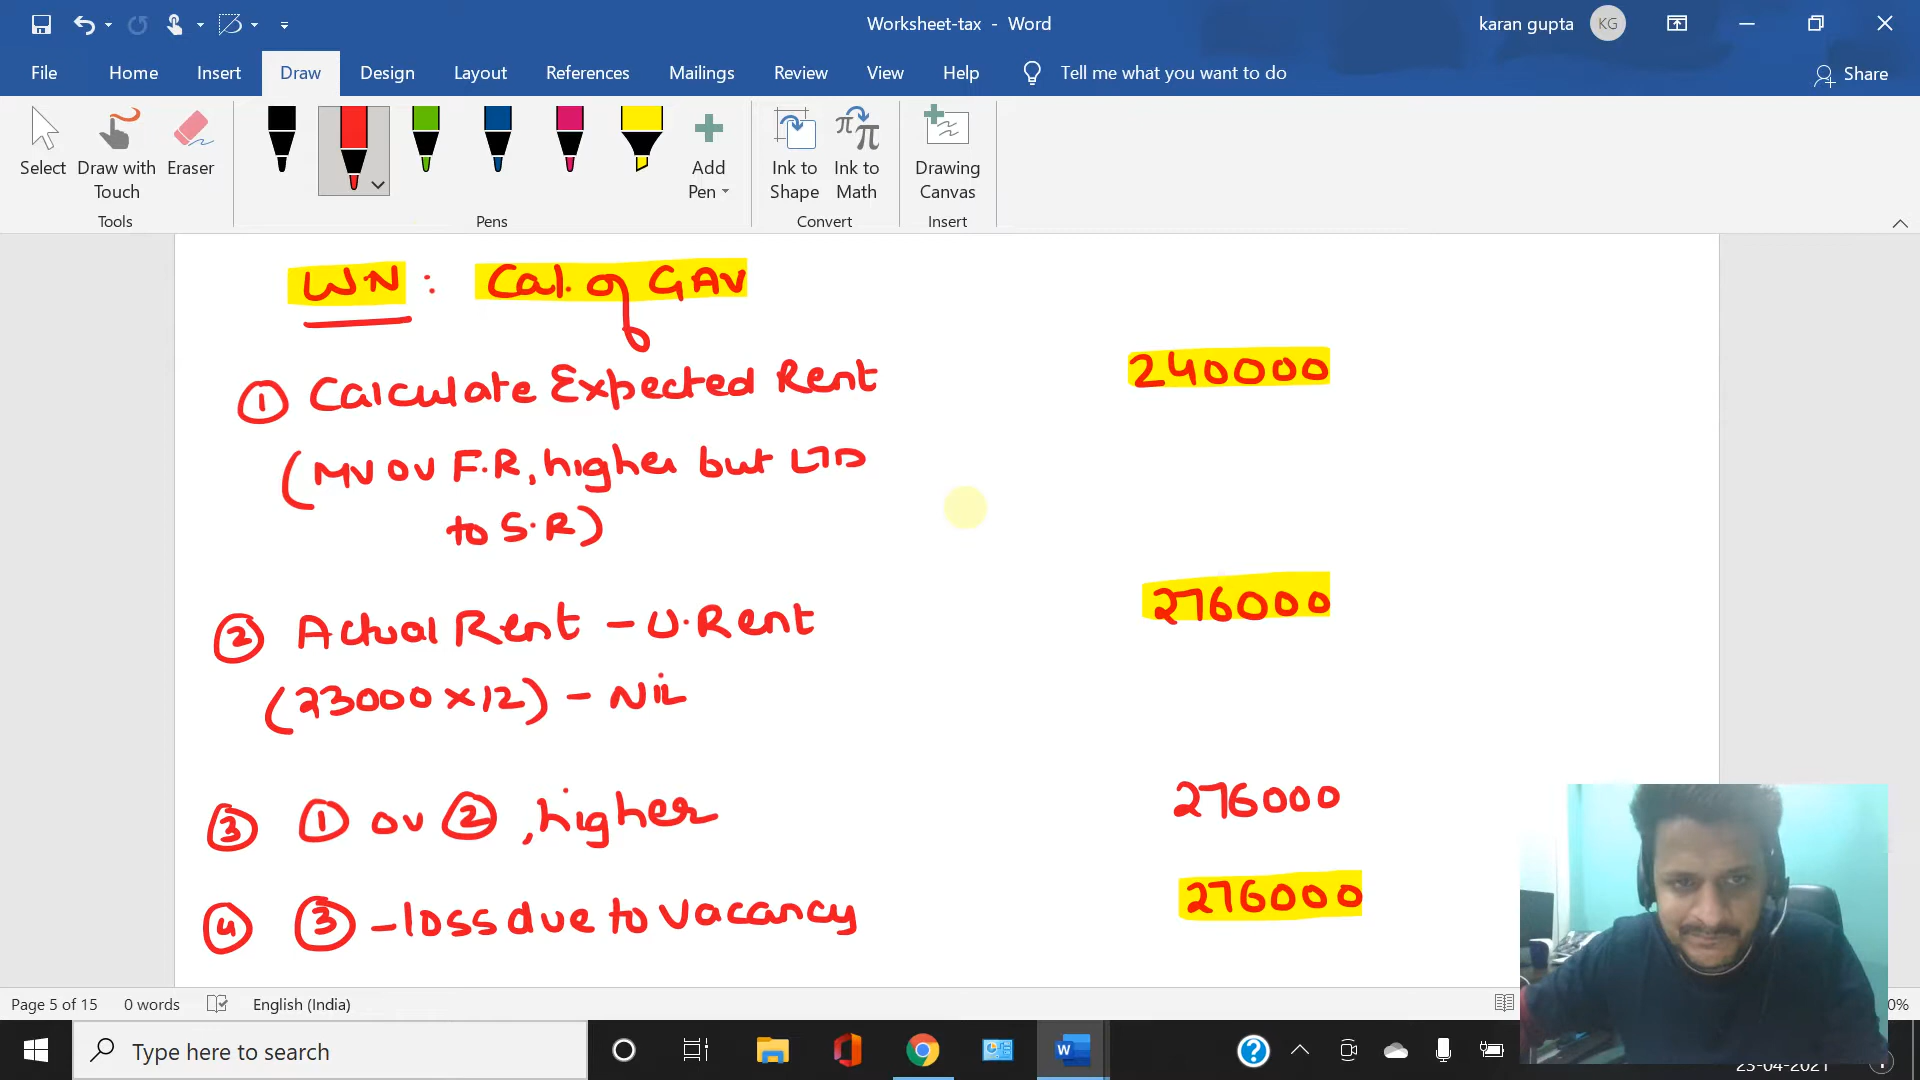 Worksheet-tax - Word
karan gupta
KG
File Home Insert Draw Design Layout References Mailings Review View Help Tell me what you want to do
Share
Select Draw with Touch Eraser
Add Pen
Ink to Shape Ink to Math
Drawing Canvas
Tools Pens Convert Insert
WN : Cal. of GAV
① Calculate Expected Rent 240000
(MV or F.R, higher but LTD
to S.R)
② Actual Rent - U.Rent 276000
(23000 × 12) - NIL
③ ① or ②, higher 276000
④ ③ - loss due to vacancy 276000
Page 5 of 15 0 words English (India)
0%
Type here to search
W
?